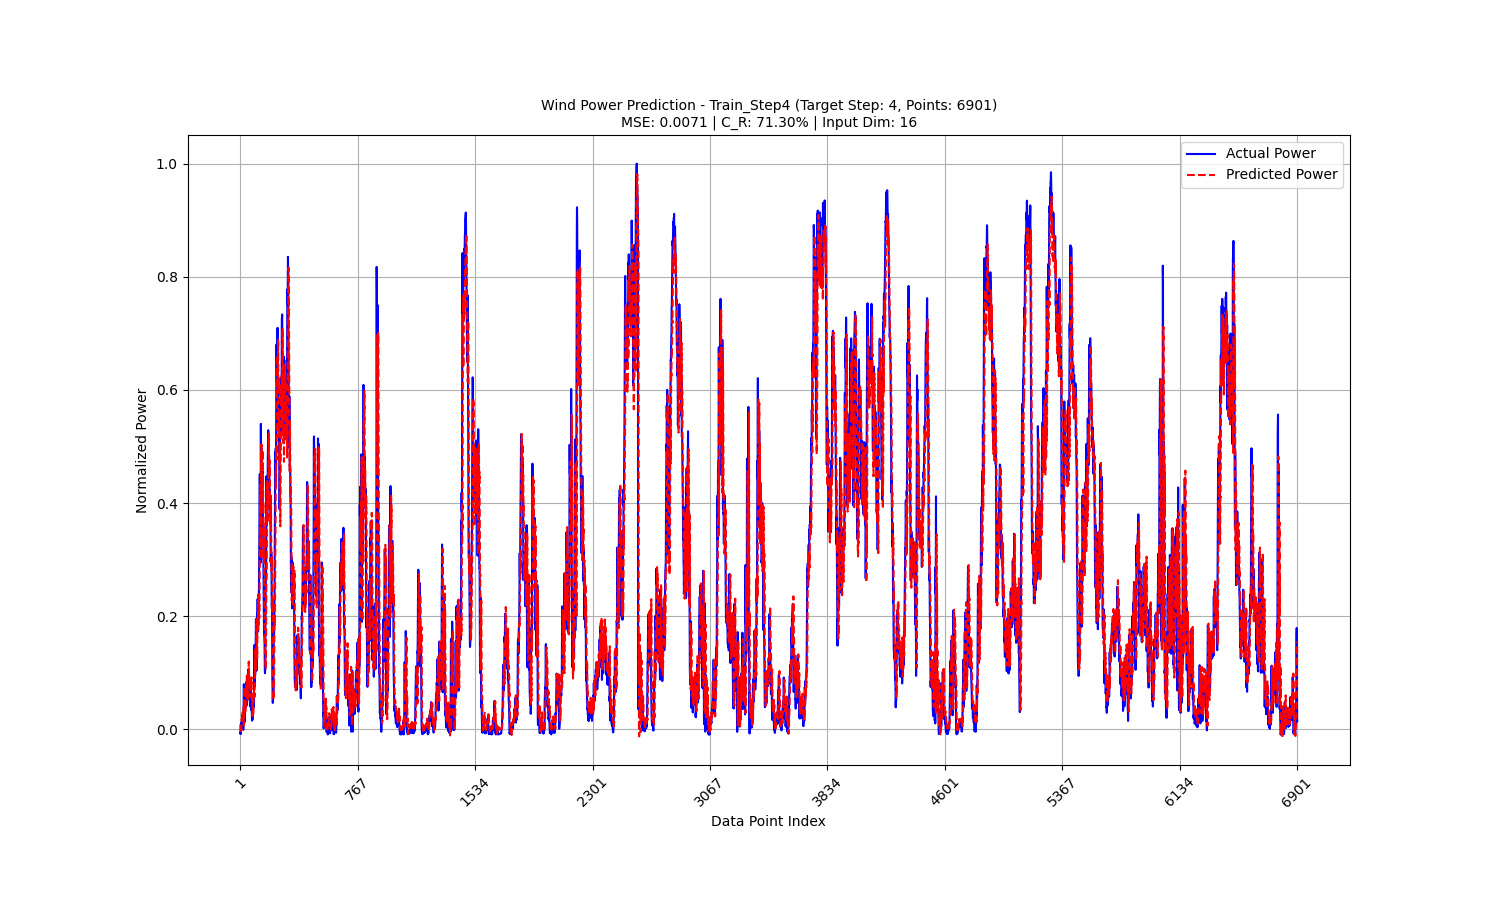 Wind Power Prediction - Train_Step4 (Target Step: 4, Points: 6901)
MSE: 0.0071 | C_R: 71.30% | Input Dim: 16
Actual Power
Predicted Power
Normalized Power
1.0
0.8
0.6
0.4
0.2
0.0
1
767
1534
2301
3067
3834
4601
5367
6134
6901
Data Point Index